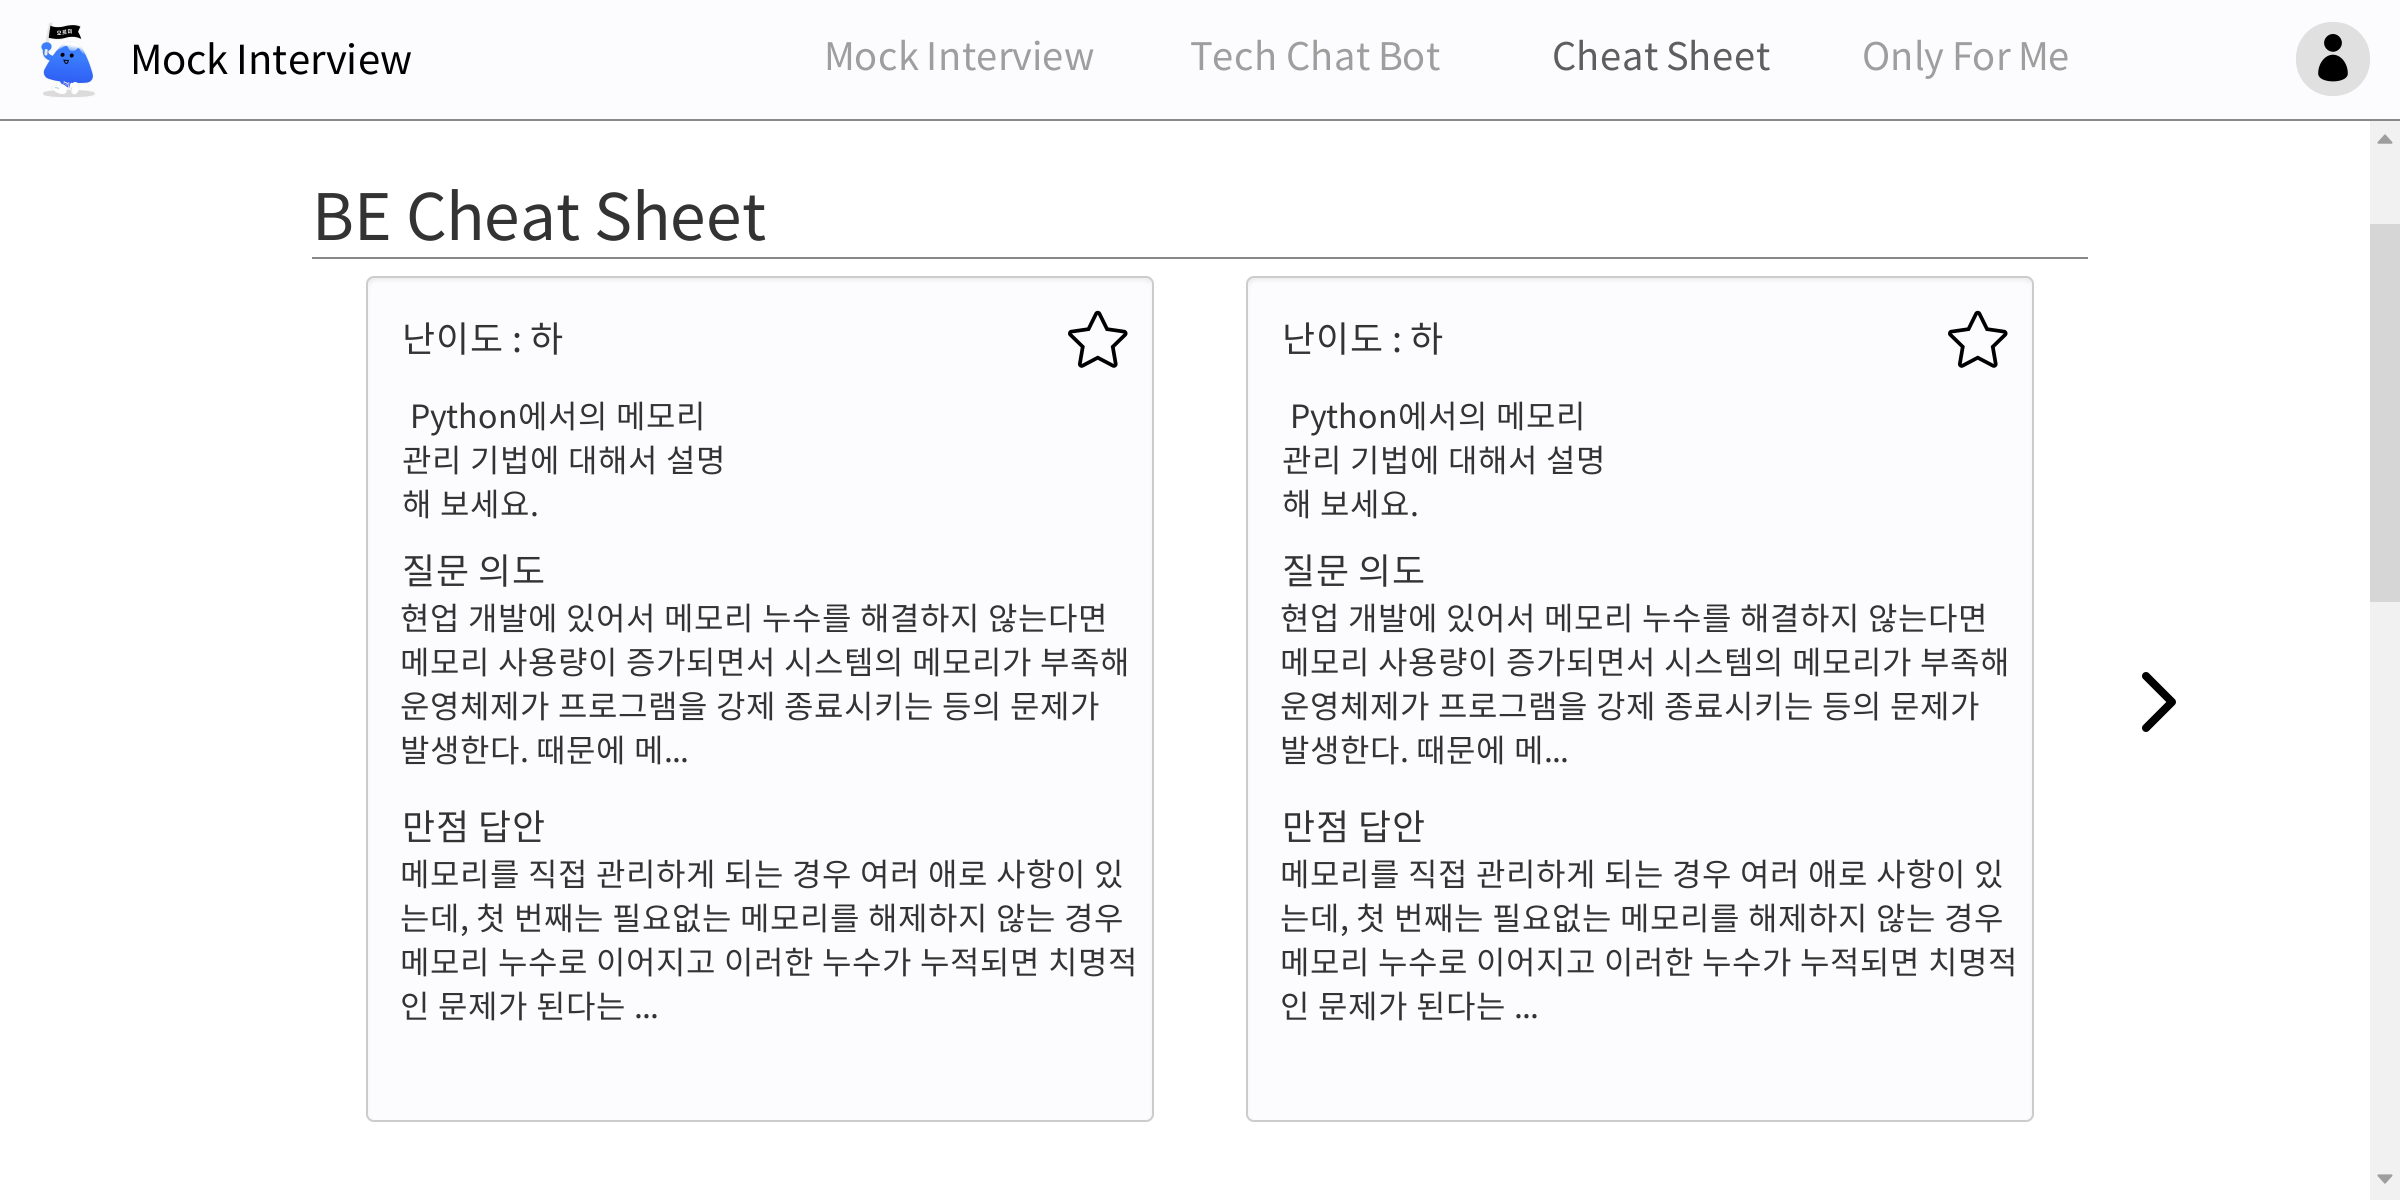 오르미
Mock Interview
Mock Interview
Tech Chat Bot
Cheat Sheet
Only For Me
BE Cheat Sheet
난이도 : 하
Python에서의 메모리
관리 기법에 대해서 설명
해 보세요.
질문 의도
현업 개발에 있어서 메모리 누수를 해결하지 않는다면
메모리 사용량이 증가되면서 시스템의 메모리가 부족해
운영체제가 프로그램을 강제 종료시키는 등의 문제가
발생한다. 때문에 메...
만점 답안
메모리를 직접 관리하게 되는 경우 여러 애로 사항이 있
는데, 첫 번째는 필요없는 메모리를 해제하지 않는 경우
메모리 누수로 이어지고 이러한 누수가 누적되면 치명적
인 문제가 된다는 ...
난이도 : 하
Python에서의 메모리
관리 기법에 대해서 설명
해 보세요.
질문 의도
현업 개발에 있어서 메모리 누수를 해결하지 않는다면
메모리 사용량이 증가되면서 시스템의 메모리가 부족해
운영체제가 프로그램을 강제 종료시키는 등의 문제가
발생한다. 때문에 메...
만점 답안
메모리를 직접 관리하게 되는 경우 여러 애로 사항이 있
는데, 첫 번째는 필요없는 메모리를 해제하지 않는 경우
메모리 누수로 이어지고 이러한 누수가 누적되면 치명적
인 문제가 된다는 ...